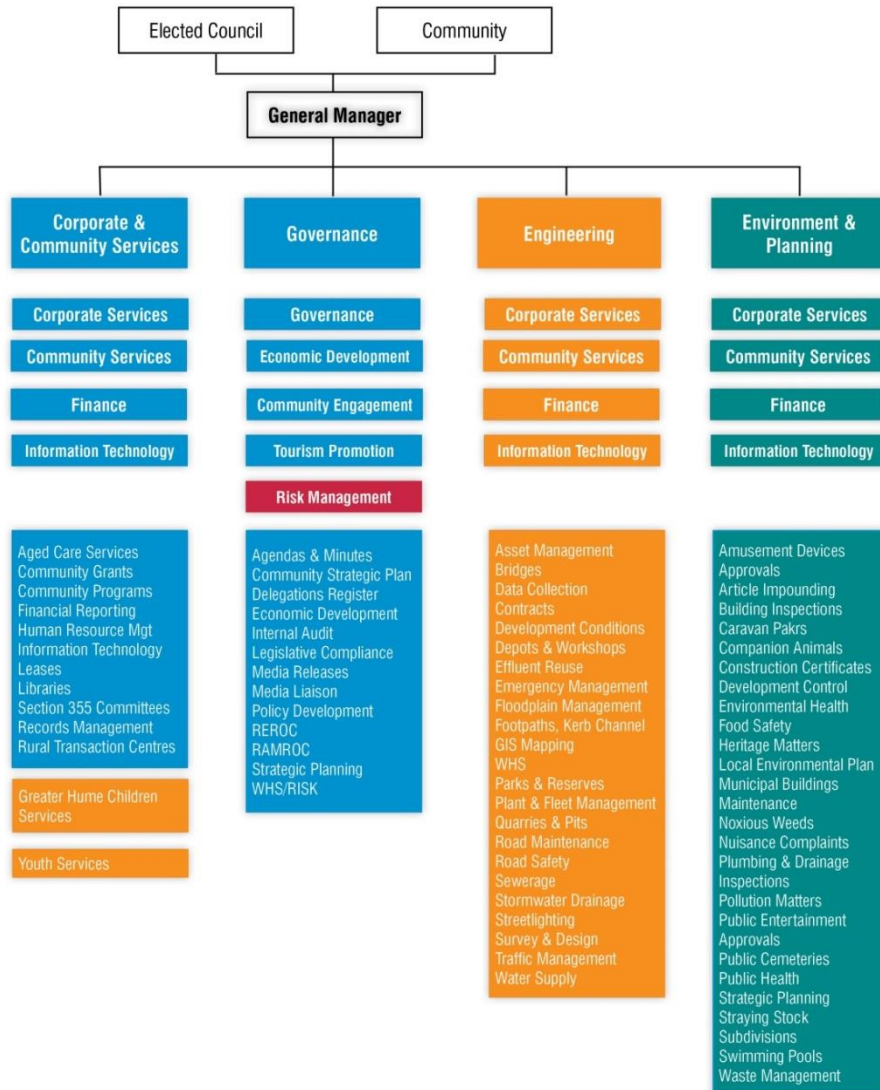 Elected Council
Community
General Manager
Corporate &
Community Services
Governance
Engineering
Environment &
Planning
Corporate Services
Community Services
Finance
Information Technology
Governance
Economic Development
Community Engagement
Tourism Promotion
Risk Management
Corporate Services
Community Services
Finance
Information Technology
Corporate Services
Community Services
Finance
Information Technology
Aged Care Services
Community Grants
Community Programs
Financial Reporting
Human Resource Mgt
Information Technology
Leases
Libraries
Section 355 Committees
Records Management
Rural Transaction Centres
Greater Hume Children
Services
Youth Services
Agendas & Minutes
Community Strategic Plan
Delegations Register
Economic Development
Internal Audit
Legislative Compliance
Media Releases
Media Liaison
Policy Development
REROC
RAMROC
Strategic Planning
WHS/RISK
Asset Management
Bridges
Data Collection
Contracts
Development Conditions
Depots & Workshops
Effluent Reuse
Emergency Management
Floodplain Management
Footpaths, Kerb Channel
GIS Mapping
WHS
Parks & Reserves
Plant & Fleet Management
Quarries & Pits
Road Maintenance
Road Safety
Sewerage
Stormwater Drainage
Streetlighting
Survey & Design
Traffic Management
Water Supply
Amusement Devices
Approvals
Article Impounding
Building Inspections
Caravan Pakrs
Companion Animals
Construction Certificates
Development Control
Environmental Health
Food Safety
Heritage Matters
Local Environmental Plan
Municipal Buildings
Maintenance
Noxious Weeds
Nuisance Complaints
Plumbing & Drainage
Inspections
Pollution Matters
Public Entertainment
Approvals
Public Cemeteries
Public Health
Strategic Planning
Straying Stock
Subdivisions
Swimming Pools
Waste Management